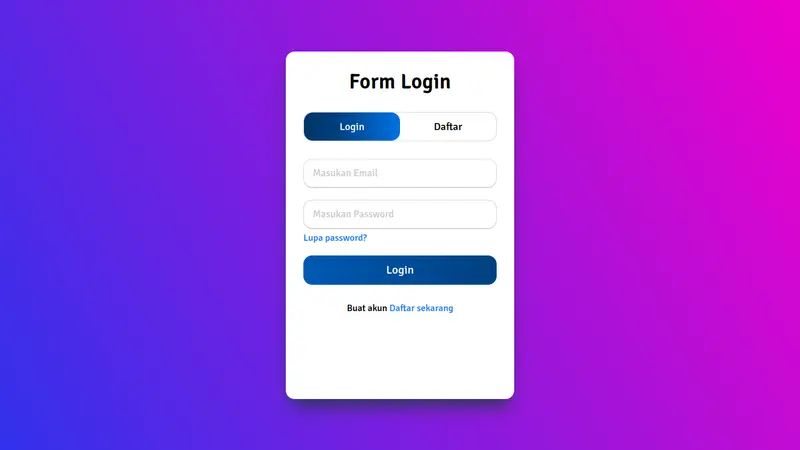 Form Login
Login Daftar
Masukan Email
Masukan Password
Lupa password?
Login
Buat akun Daftar sekarang